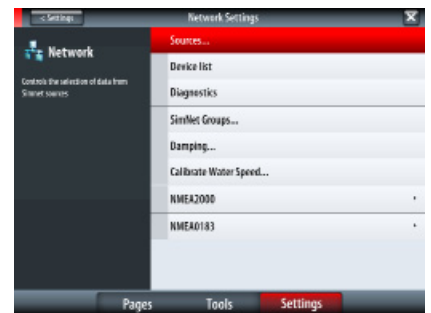 < Settings
Network Settings
X
Network
Controls the selection of data from
Simnet sources
Sources...
Device list
Diagnostics
SimNet Groups...
Damping...
Calibrate Water Speed...
NMEA2000
NMEA0183
Pages
Tools
Settings